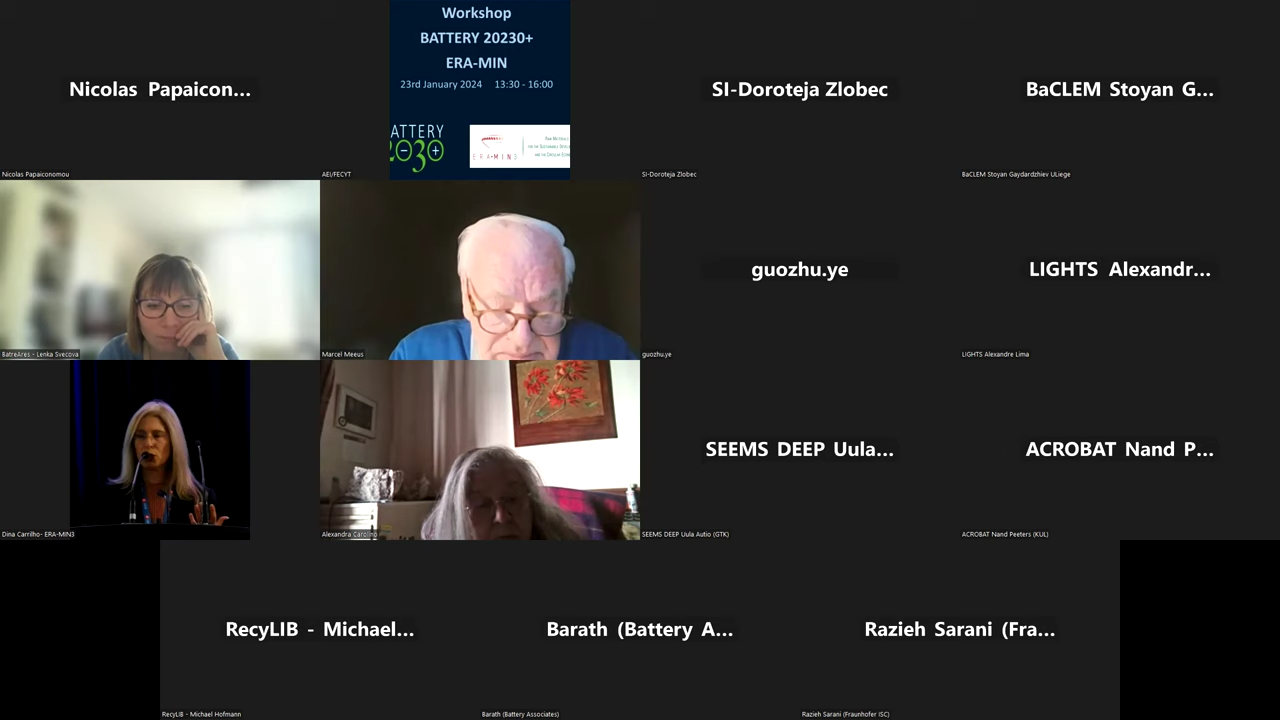 Nicolas Papaicon...
Nicolas Papaiconomou
Workshop
BATTERY 20230+
ERA-MIN
23rd January 2024 13:30 - 16:00
ATTERY
2030+
ERA-MIN3
AEI/FECYT
SI-Doroteja Zlobec
SI-Doroteja Zlobec
BaCLEM Stoyan G...
BaCLEM Stoyan Gaydardzhiev ULiege
BatreAres - Lenka Svecova
Marcel Meeus
guozhu.ye
guozhu.ye
LIGHTS Alexandr...
LIGHTS Alexandre Lima
Dina Carrilho- ERA-MIN3
Alexandra Carolino
SEEMS DEEP Uula...
SEEMS DEEP Uula Autio (GTK)
ACROBAT Nand P...
ACROBAT Nand Peeters (KUL)
RecyLIB - Michael...
RecyLIB - Michael Hofmann
Barath (Battery A...
Barath (Battery Associates)
Razieh Sarani (Fra...
Razieh Sarani (Fraunhofer ISC)